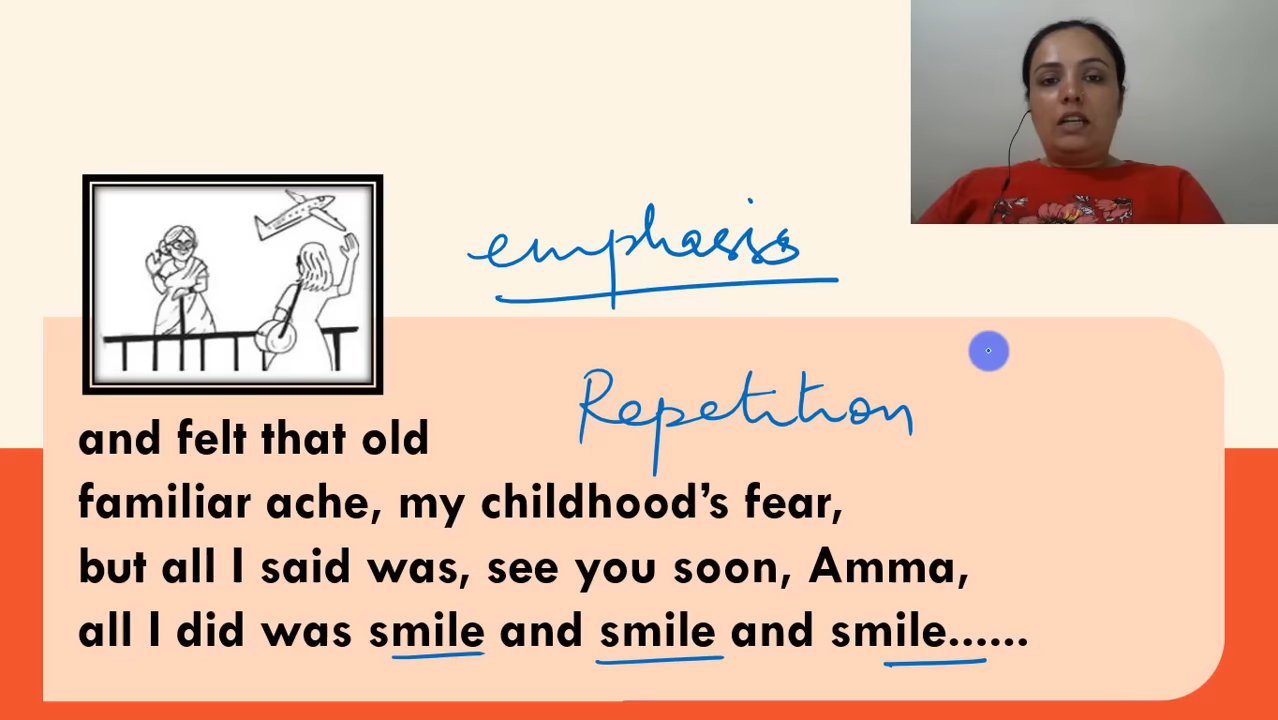 emphasis
Repetition
and felt that old
familiar ache, my childhood’s fear,
but all I said was, see you soon, Amma,
all I did was smile and smile and smile......